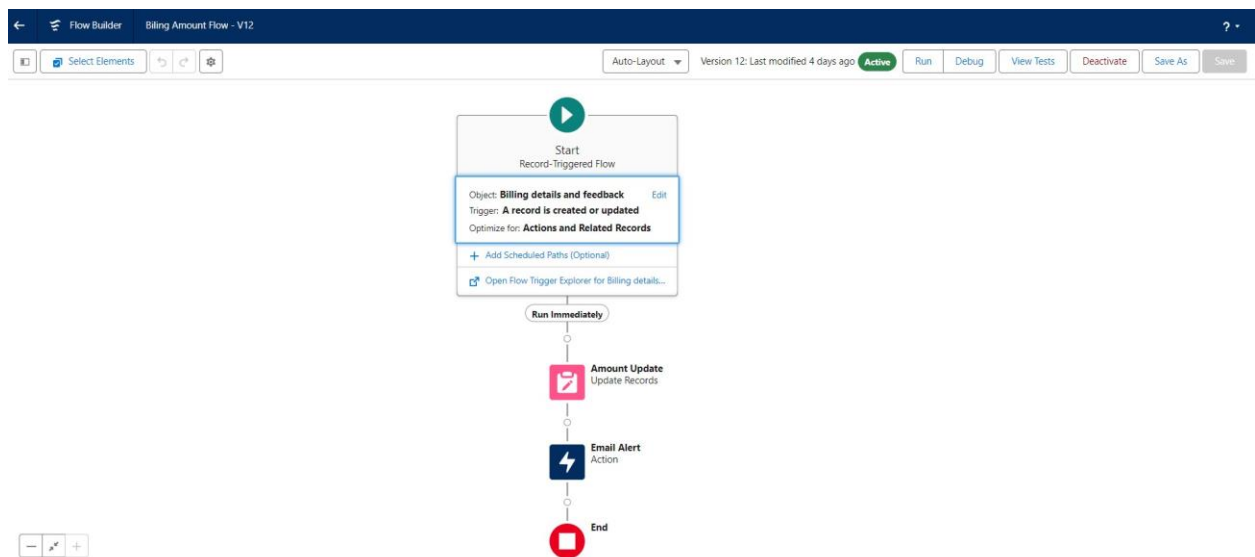 Flow Builder Biling Amount Flow - V12 ?
Select Elements Auto-Layout Version 12: Last modified 4 days ago Active Run Debug View Tests Deactivate Save As Save
Start
Record-Triggered Flow
Object: Billing details and feedback Edit
Trigger: A record is created or updated
Optimize for: Actions and Related Records
+ Add Scheduled Paths (Optional)
Open Flow Trigger Explorer for Billing details...
Run Immediately
Amount Update
Update Records
Email Alert
Action
End